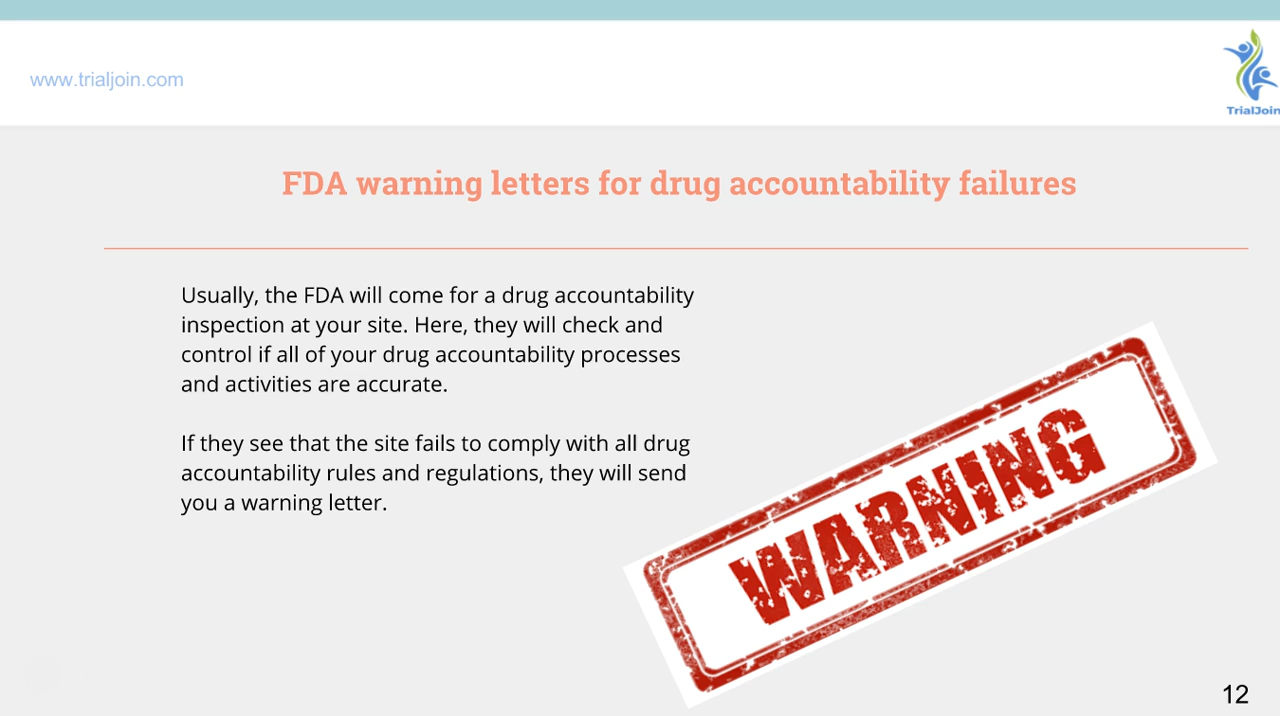 www.trialjoin.com
TrialJoin
FDA warning letters for drug accountability failures
Usually, the FDA will come for a drug accountability
inspection at your site. Here, they will check and
control if all of your drug accountability processes
and activities are accurate.
If they see that the site fails to comply with all drug
accountability rules and regulations, they will send
you a warning letter.
WARNING
12